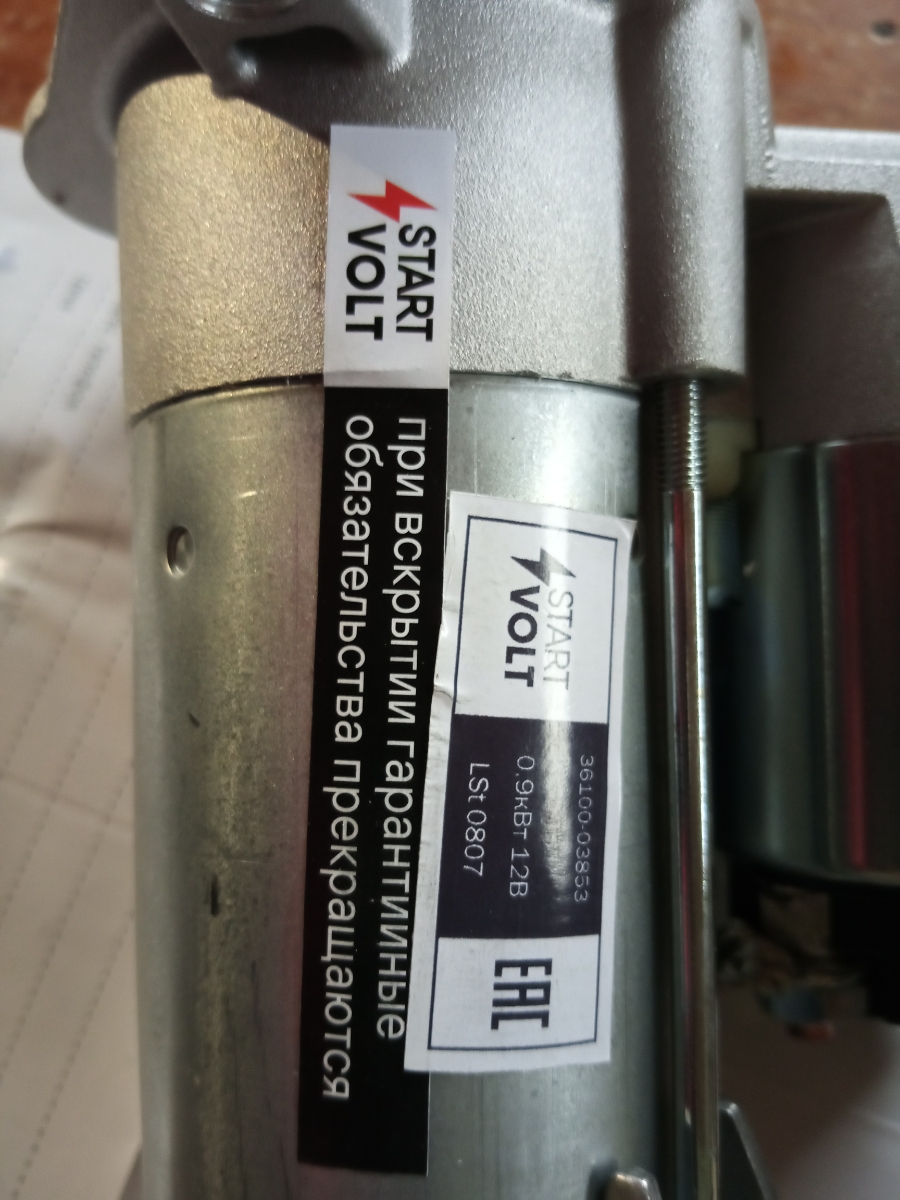 START
VOLT
при вскрытии гарантийные
обязательства прекращаются
START
VOLT
36100-03853
0.9кВт 12В
LSt 0807
EAC